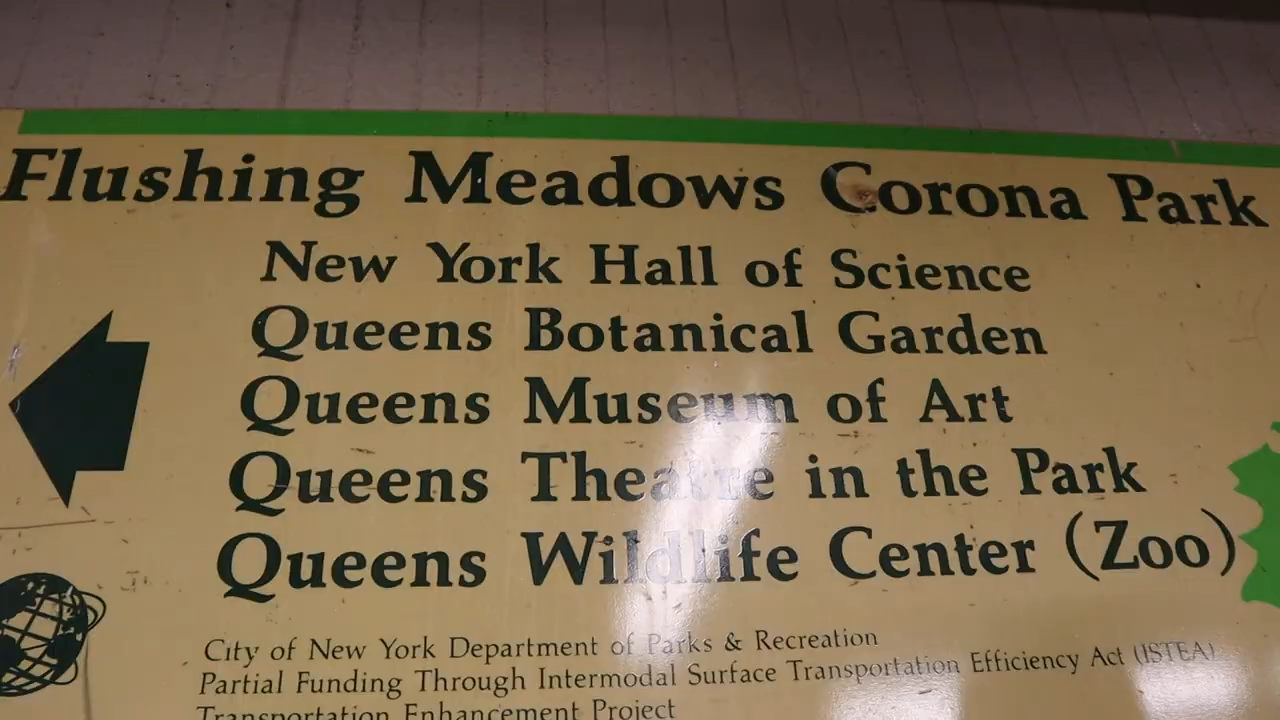 Flushing Meadows Corona Park
New York Hall of Science
Queens Botanical Garden
Queens Museum of Art
Queens Theatre in the Park
Queens Wildlife Center (Zoo)
City of New York Department of Parks & Recreation
Partial Funding Through Intermodal Surface Transportation Efficiency Act (ISTEA)
Transportation Enhancement Project